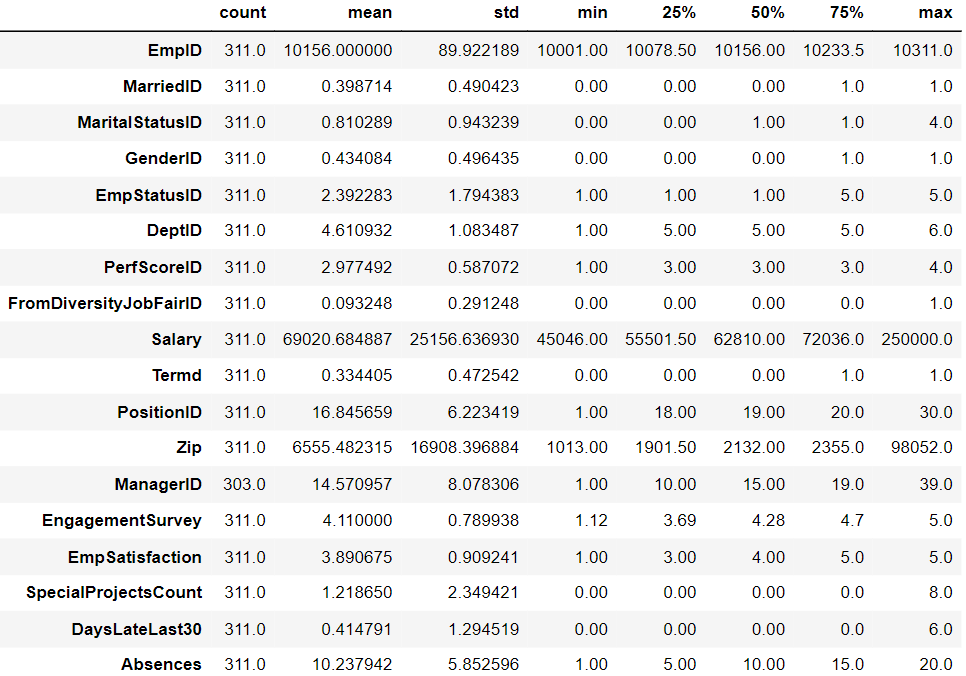 count mean std min 25% 50% 75% max
EmpID 311.0 10156.000000 89.922189 10001.00 10078.50 10156.00 10233.5 10311.0
MarriedID 311.0 0.398714 0.490423 0.00 0.00 0.00 1.0 1.0
MaritalStatusID 311.0 0.810289 0.943239 0.00 0.00 1.00 1.0 4.0
GenderID 311.0 0.434084 0.496435 0.00 0.00 0.00 1.0 1.0
EmpStatusID 311.0 2.392283 1.794383 1.00 1.00 1.00 5.0 5.0
DeptID 311.0 4.610932 1.083487 1.00 5.00 5.00 5.0 6.0
PerfScoreID 311.0 2.977492 0.587072 1.00 3.00 3.00 3.0 4.0
FromDiversityJobFairID 311.0 0.093248 0.291248 0.00 0.00 0.00 0.0 1.0
Salary 311.0 69020.684887 25156.636930 45046.00 55501.50 62810.00 72036.0 250000.0
Termd 311.0 0.334405 0.472542 0.00 0.00 0.00 1.0 1.0
PositionID 311.0 16.845659 6.223419 1.00 18.00 19.00 20.0 30.0
Zip 311.0 6555.482315 16908.396884 1013.00 1901.50 2132.00 2355.0 98052.0
ManagerID 303.0 14.570957 8.078306 1.00 10.00 15.00 19.0 39.0
EngagementSurvey 311.0 4.110000 0.789938 1.12 3.69 4.28 4.7 5.0
EmpSatisfaction 311.0 3.890675 0.909241 1.00 3.00 4.00 5.0 5.0
SpecialProjectsCount 311.0 1.218650 2.349421 0.00 0.00 0.00 0.0 8.0
DaysLateLast30 311.0 0.414791 1.294519 0.00 0.00 0.00 0.0 6.0
Absences 311.0 10.237942 5.852596 1.00 5.00 10.00 15.0 20.0